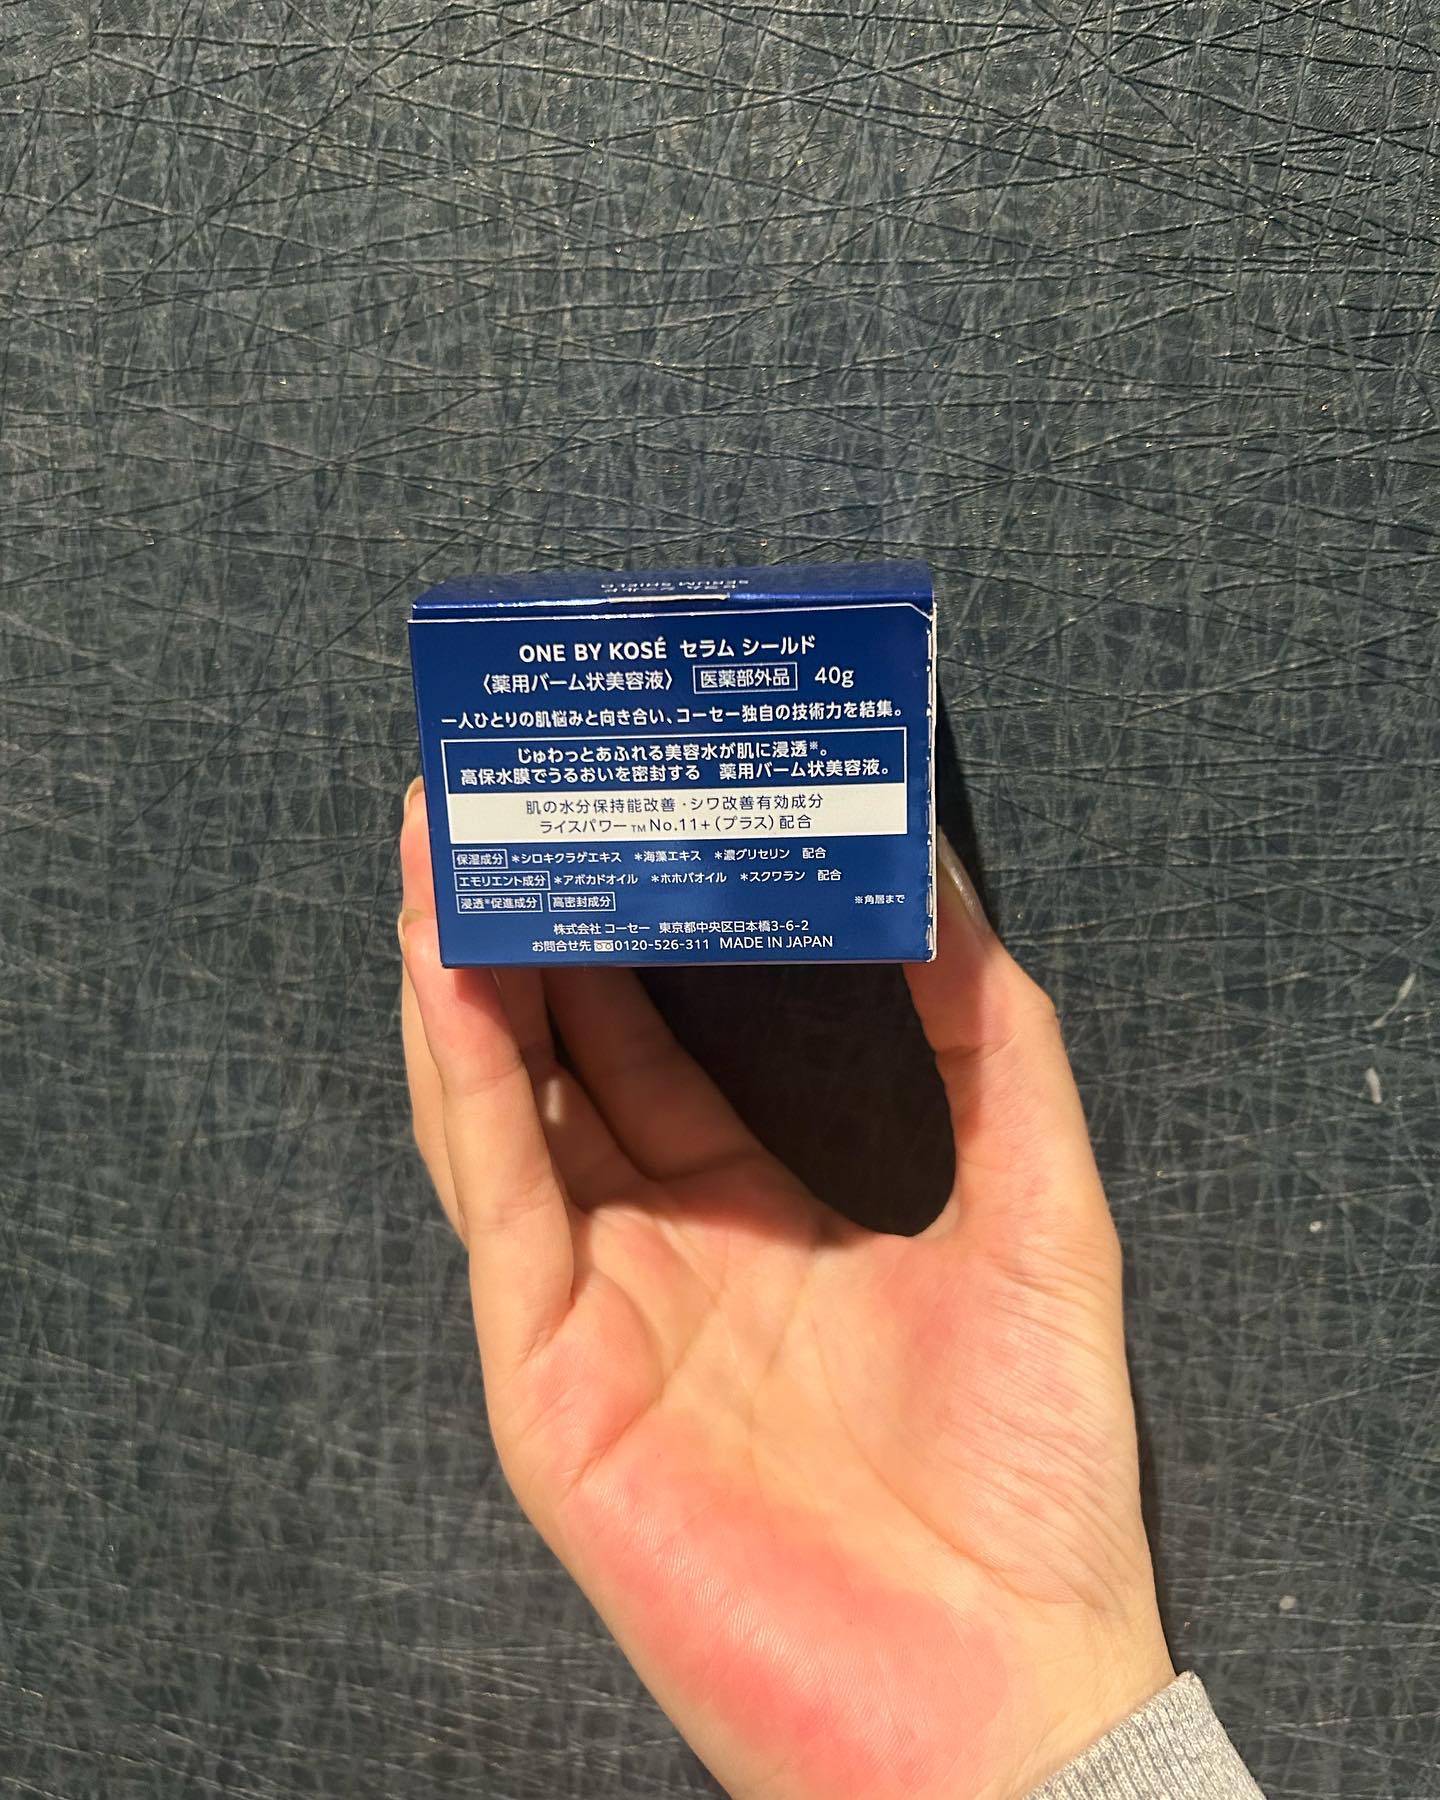 SERUM SHIELD
ONE BY KOSÉ セラム シールド
〈薬用バーム状美容液〉 医薬部外品 40g
一人ひとりの肌悩みと向き合い、コーセー独自の技術力を結集。
じゅわっとあふれる美容水が肌に浸透※。
高保水膜でうるおいを密封する 薬用バーム状美容液。
肌の水分保持能改善・シワ改善有効成分
ライスパワー™No.11+(プラス)配合
保湿成分 *シロキクラゲエキス *海藻エキス *濃グリセリン 配合
エモリエント成分 *アボカドオイル *ホホバオイル *スクワラン 配合
浸透※促進成分 高密封成分 ※角層まで
株式会社 コーセー 東京都中央区日本橋3-6-2
お問合せ先 0120-526-311 MADE IN JAPAN